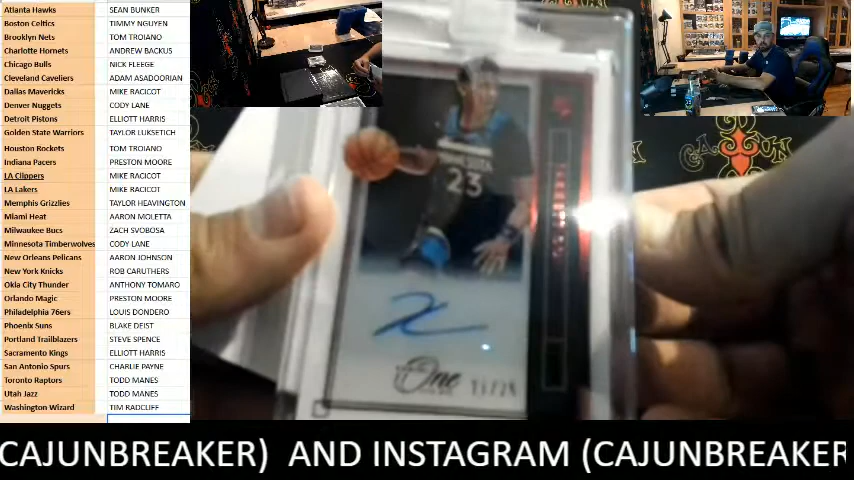 Atlanta Hawks SEAN BUNKER
Boston Celtics TIMMY NGUYEN
Brooklyn Nets TOM TROIANO
Charlotte Hornets ANDREW BACKUS
Chicago Bulls NICK FLEEGE
Cleveland Caveliers ADAM ASADOORIAN
Dallas Mavericks MIKE RACICOT
Denver Nuggets CODY LANE
Detroit Pistons ELLIOTT HARRIS
Golden State Warriors TAYLOR LUKSETICH
Houston Rockets TOM TROIANO
Indiana Pacers PRESTON MOORE
LA Clippers MIKE RACICOT
LA Lakers MIKE RACICOT
Memphis Grizzlies TAYLOR HEAVINGTON
Miami Heat AARON MOLETTA
Milwaukee Bucs ZACH SVOBOSA
Minnesota Timberwolves CODY LANE
New Orleans Pelicans AARON JOHNSON
New York Knicks ROB CARUTHERS
Okla City Thunder ANTHONY TOMARO
Orlando Magic PRESTON MOORE
Philadelphia 76ers LOUIS DONDERO
Phoenix Suns BLAKE DEIST
Portland Trailblazers STEVE SPENCE
Sacramento Kings ELLIOTT HARRIS
San Antonio Spurs CHARLIE PAYNE
Toronto Raptors TODD MANES
Utah Jazz TODD MANES
Washington Wizard TIM RADCLIFF
23
One
CAJUNBREAKER) AND INSTAGRAM (CAJUNBREAKER